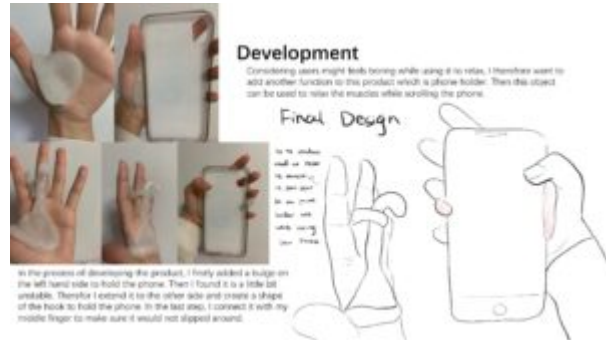 Development
Considering users might feels boring while using it to relax, I therefore want to
add another function to this product which is phone holder. Then this object
can be used to relax the muscles while scrolling the phone.
Final Design
In the process of developing the product, I firstly added a bulge on
the left hand side to hold the phone. Then I found it is a little bit
unstable. Therefor I extend it to the other side and create a shape
of the hook to hold the phone. In the last step, I connect it with my
middle finger to make sure it would not slipped around.